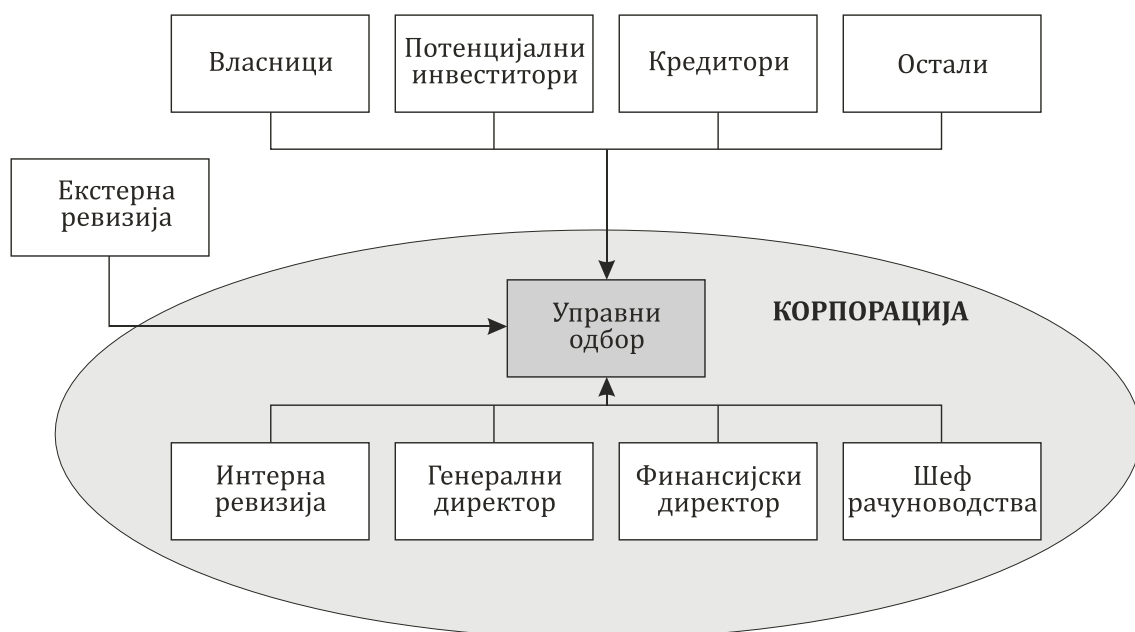 Власници
Потенцијални
инвеститори
Кредитори
Остали
Екстерна
ревизија
Управни
одбор
КОРПОРАЦИЈА
Интерна
ревизија
Генерални
директор
Финансијски
директор
Шеф
рачуноводства